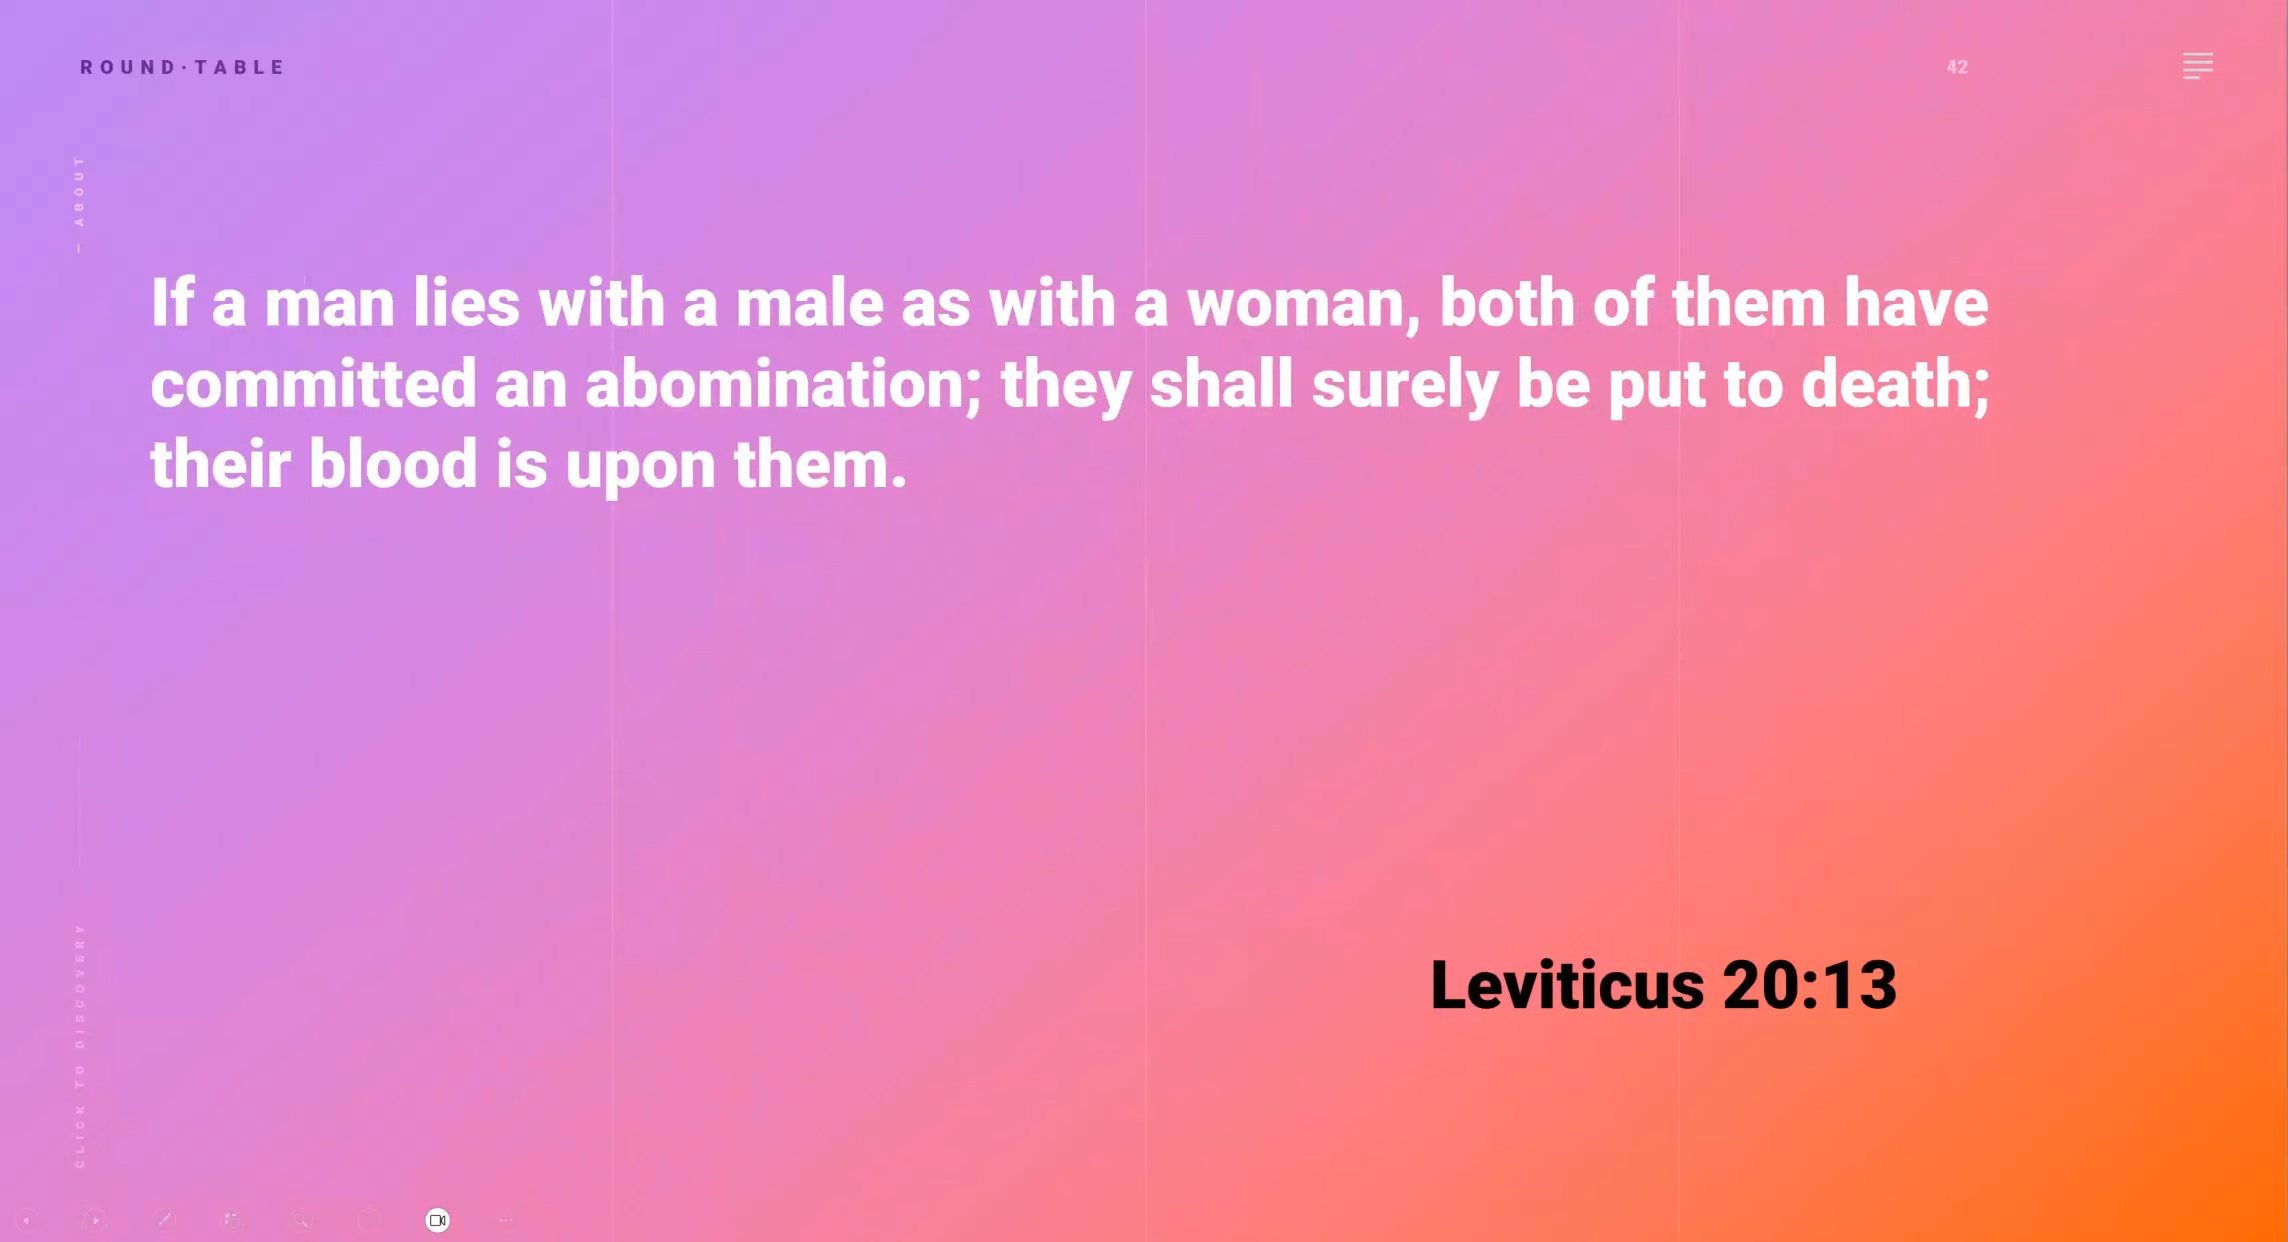 ROUND·TABLE
42
— ABOUT
If a man lies with a male as with a woman, both of them have
committed an abomination; they shall surely be put to death;
their blood is upon them.
Leviticus 20:13
CLICK TO DISCOVERY